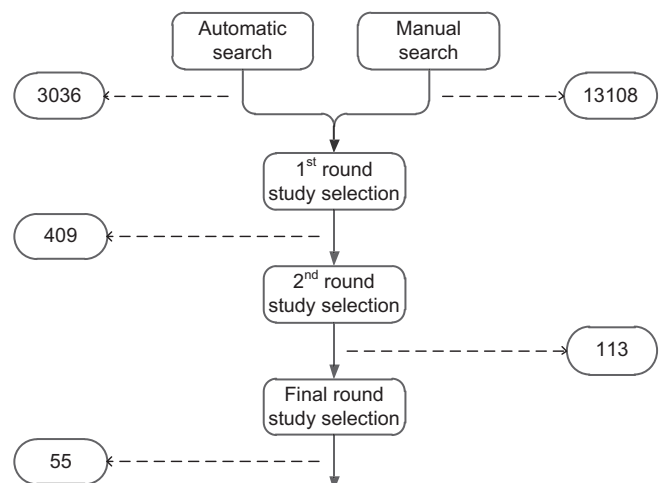 Automatic
search
Manual
search
3036
13108
1st round
study selection
409
2nd round
study selection
113
Final round
study selection
55